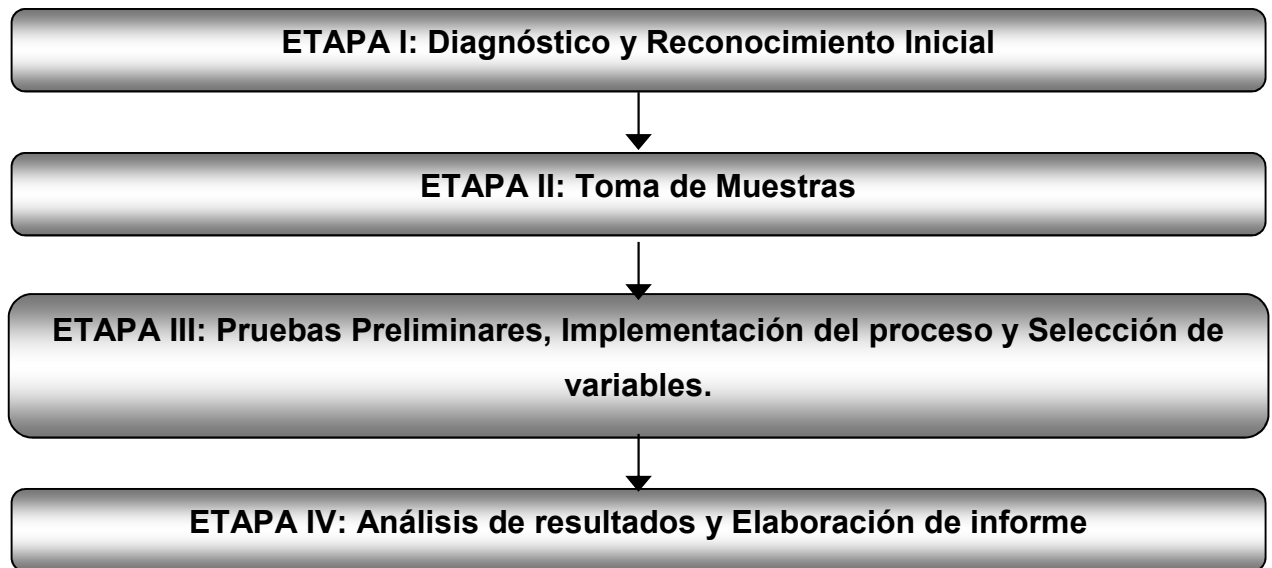 ETAPA I: Diagnóstico y Reconocimiento Inicial
ETAPA II: Toma de Muestras
ETAPA III: Pruebas Preliminares, Implementación del proceso y Selección de
variables.
ETAPA IV: Análisis de resultados y Elaboración de informe